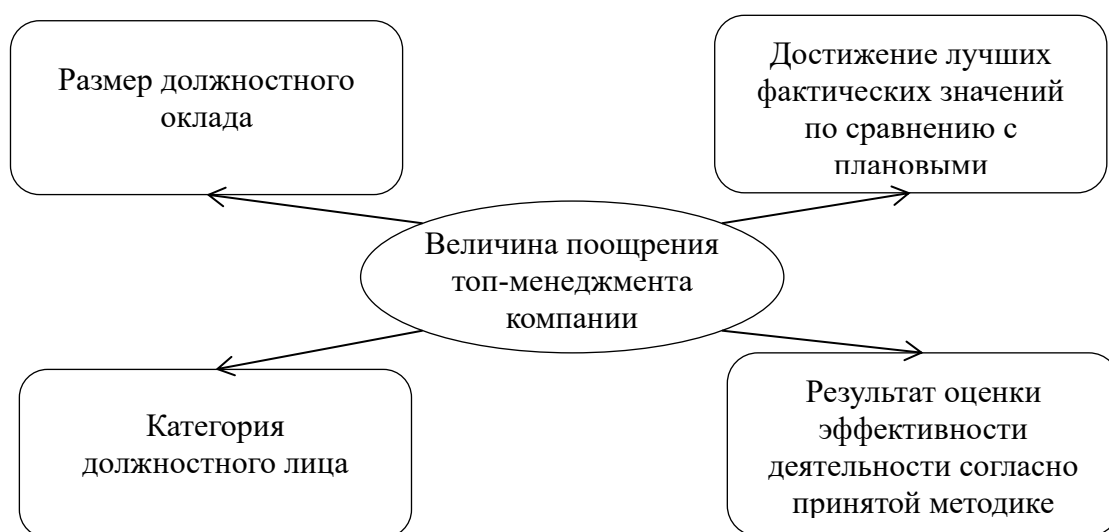 Размер должностного
оклада
Достижение лучших
фактических значений
по сравнению с
плановыми
Величина поощрения
топ-менеджмента
компании
Категория
должностного лица
Результат оценки
эффективности
деятельности согласно
принятой методике